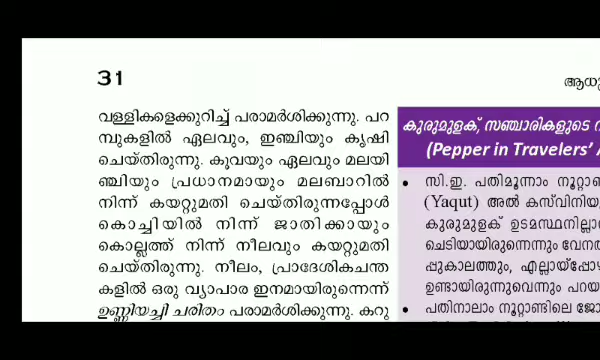 31
ആധു
വള്ളികളെക്കുറിച്ച് പരാമർശിക്കുന്നു. പറ
മ്പുകളിൽ ഏലവും, ഇഞ്ചിയും കൃഷി
ചെയ്തിരുന്നു. കൂവയും ഏലവും മലയി
ഞ്ചിയും പ്രധാനമായും മലബാറിൽ
നിന്ന് കയറ്റുമതി ചെയ്തിരുന്നപ്പോൾ
കൊച്ചിയിൽ നിന്ന് ജാതിക്കായും
കൊല്ലത്ത് നിന്ന് നീലവും കയറ്റുമതി
ചെയ്തിരുന്നു. നീലം, പ്രാദേശികചന്ത
കളിൽ ഒരു വ്യാപാര ഇനമായിരുന്നെന്ന്
ഉണ്ണിയച്ചി ചരിതം പരാമർശിക്കുന്നു. കറു
കുരുമുളക്, സഞ്ചാരികളുടെ
(Pepper in Travelers'
• സി.ഇ. പതിമൂന്നാം നൂറ്റാ
(Yaqut) അൽ കസ്‌വിനിയ
കുരുമുളക് ഉടമസ്ഥനില്ലാ
ചെടിയായിരുന്നെന്നും വേന
പ്പുകാലത്തും, എല്ലായ്പ്പോ
ഉണ്ടായിരുന്നുവെന്നും പറയ
• പതിനാലാം നൂറ്റാണ്ടിലെ ജോ